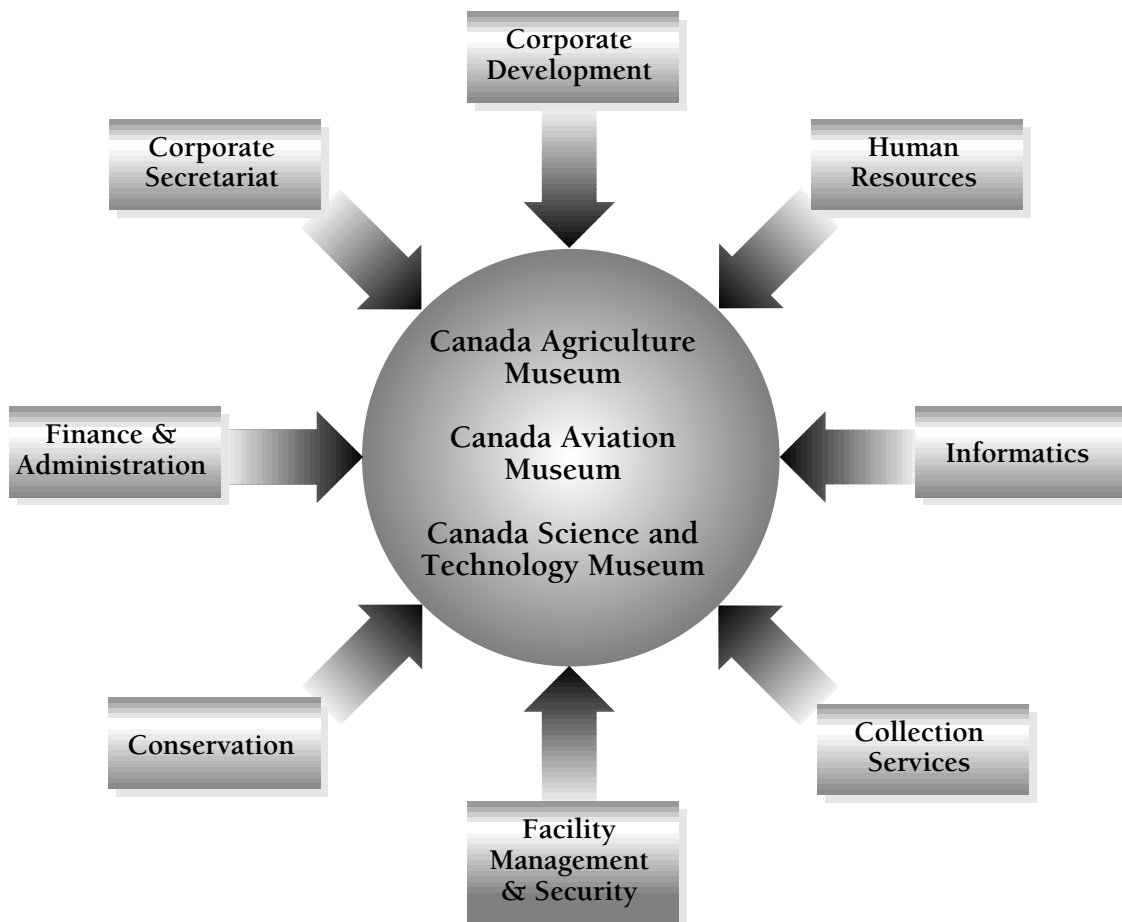 Corporate
Development
Corporate
Secretariat
Human
Resources
Canada Agriculture
Museum
Canada Aviation
Museum
Canada Science and
Technology Museum
Finance &
Administration
Informatics
Conservation
Collection
Services
Facility
Management
& Security